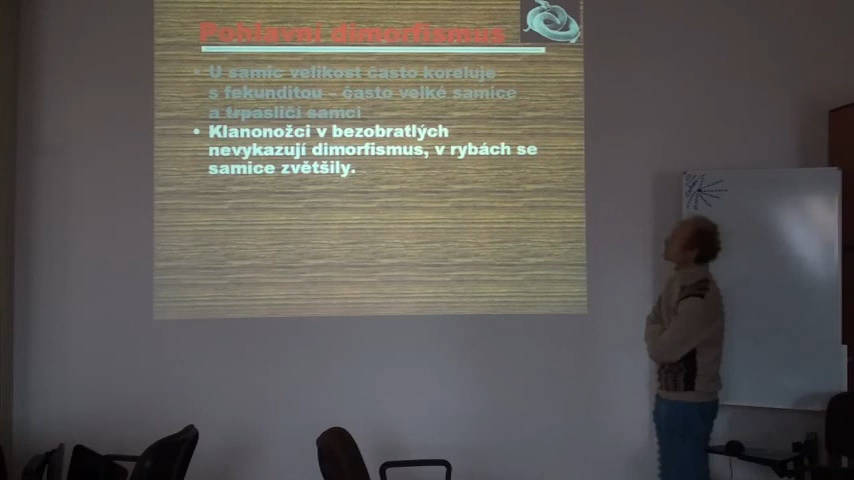 Pohlavní dimorfismus
• U samic velikost často koreluje
s fekunditou – často velké samice
a trpasličí samci
• Klanonožci v bezobratlých
nevykazují dimorfismus, v rybách se
samice zvětšily.